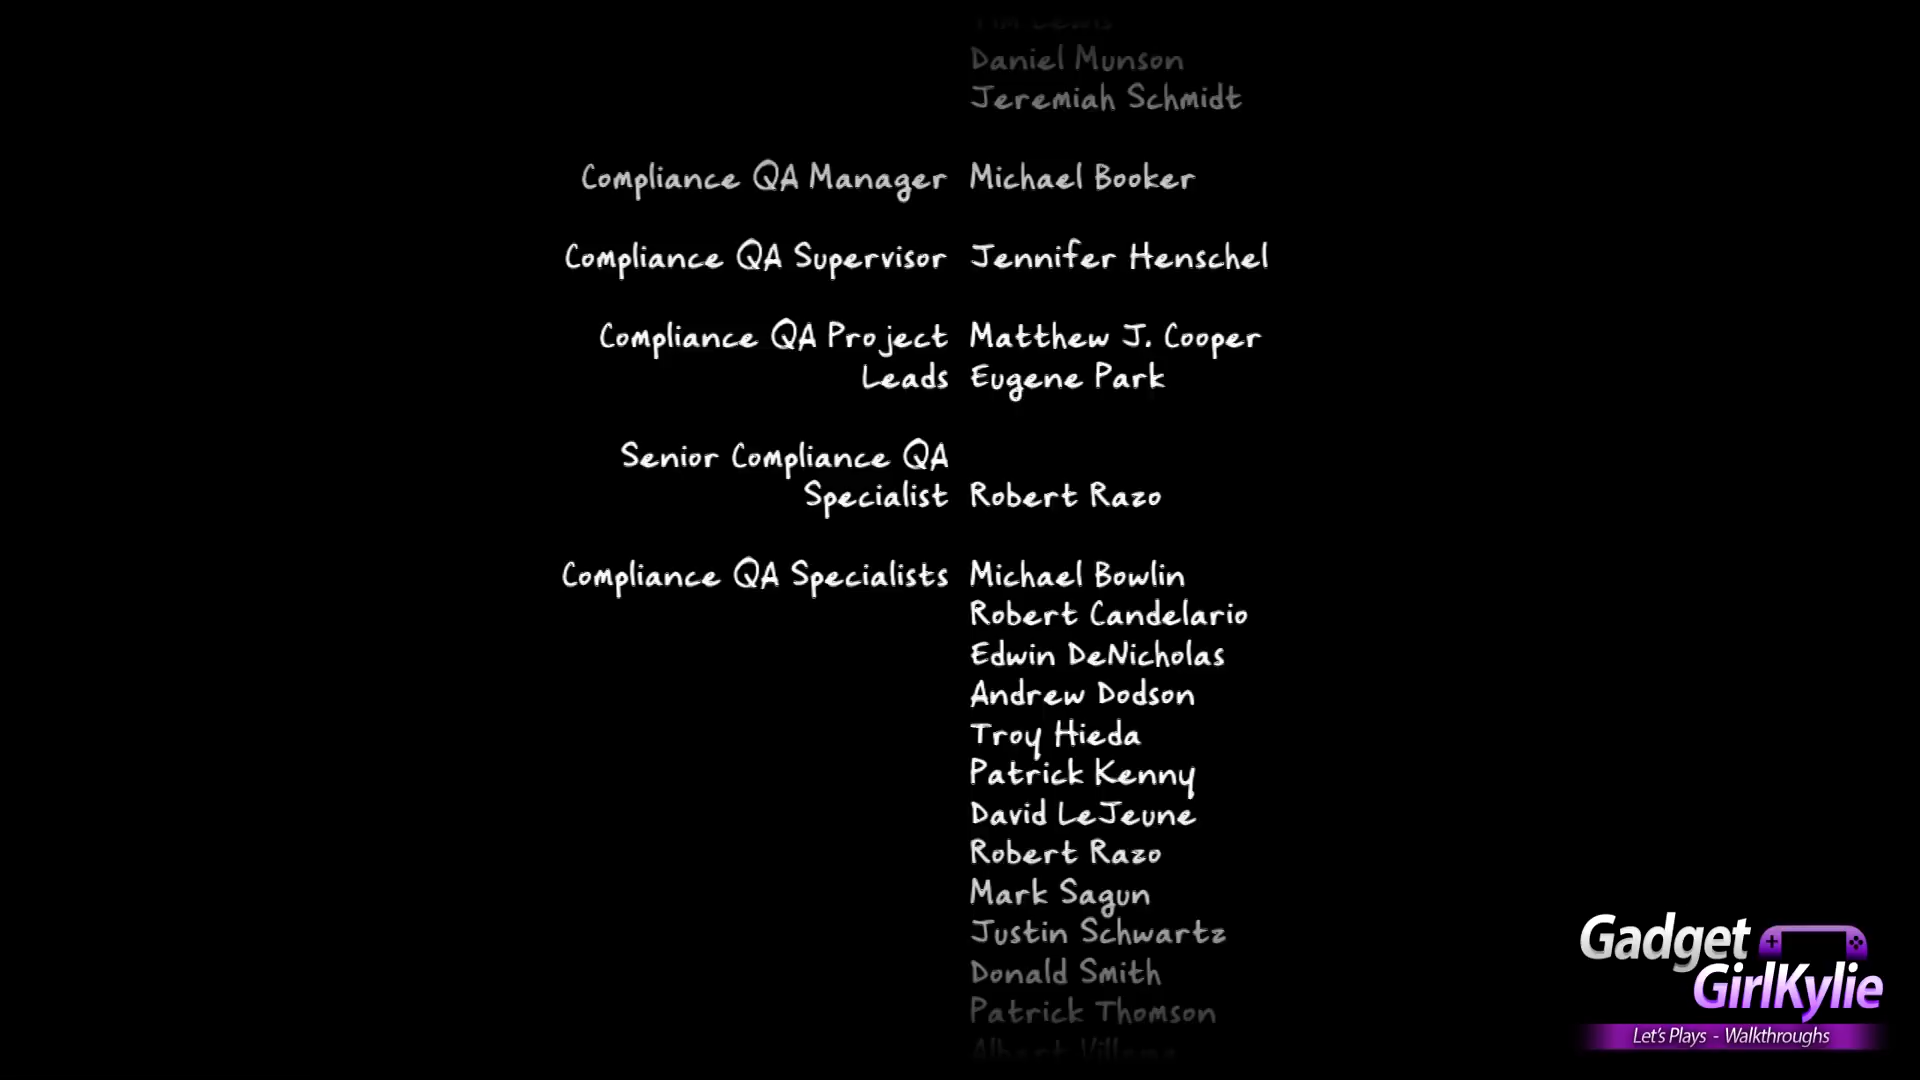 Tim Lewis
Daniel Munson
Jeremiah Schmidt
Compliance QA Manager Michael Booker
Compliance QA Supervisor Jennifer Henschel
Compliance QA Project Matthew J. Cooper
Leads Eugene Park
Senior Compliance QA
Specialist Robert Razo
Compliance QA Specialists Michael Bowlin
Robert Candelario
Edwin DeNicholas
Andrew Dodson
Troy Hieda
Patrick Kenny
David LeJeune
Robert Razo
Mark Sagun
Justin Schwartz
Donald Smith
Patrick Thomson
Albert
Gadget
GirlKylie
Let's Plays - Walkthroughs